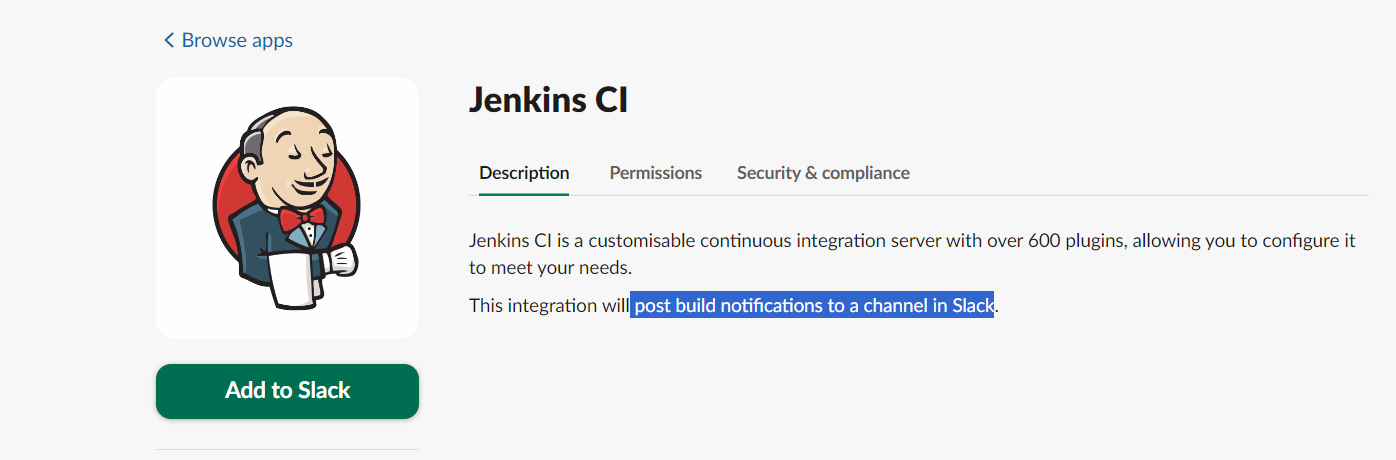 Browse apps
Jenkins CI
Description Permissions Security & compliance
Jenkins CI is a customisable continuous integration server with over 600 plugins, allowing you to configure it
to meet your needs.
This integration will post build notifications to a channel in Slack.
Add to Slack